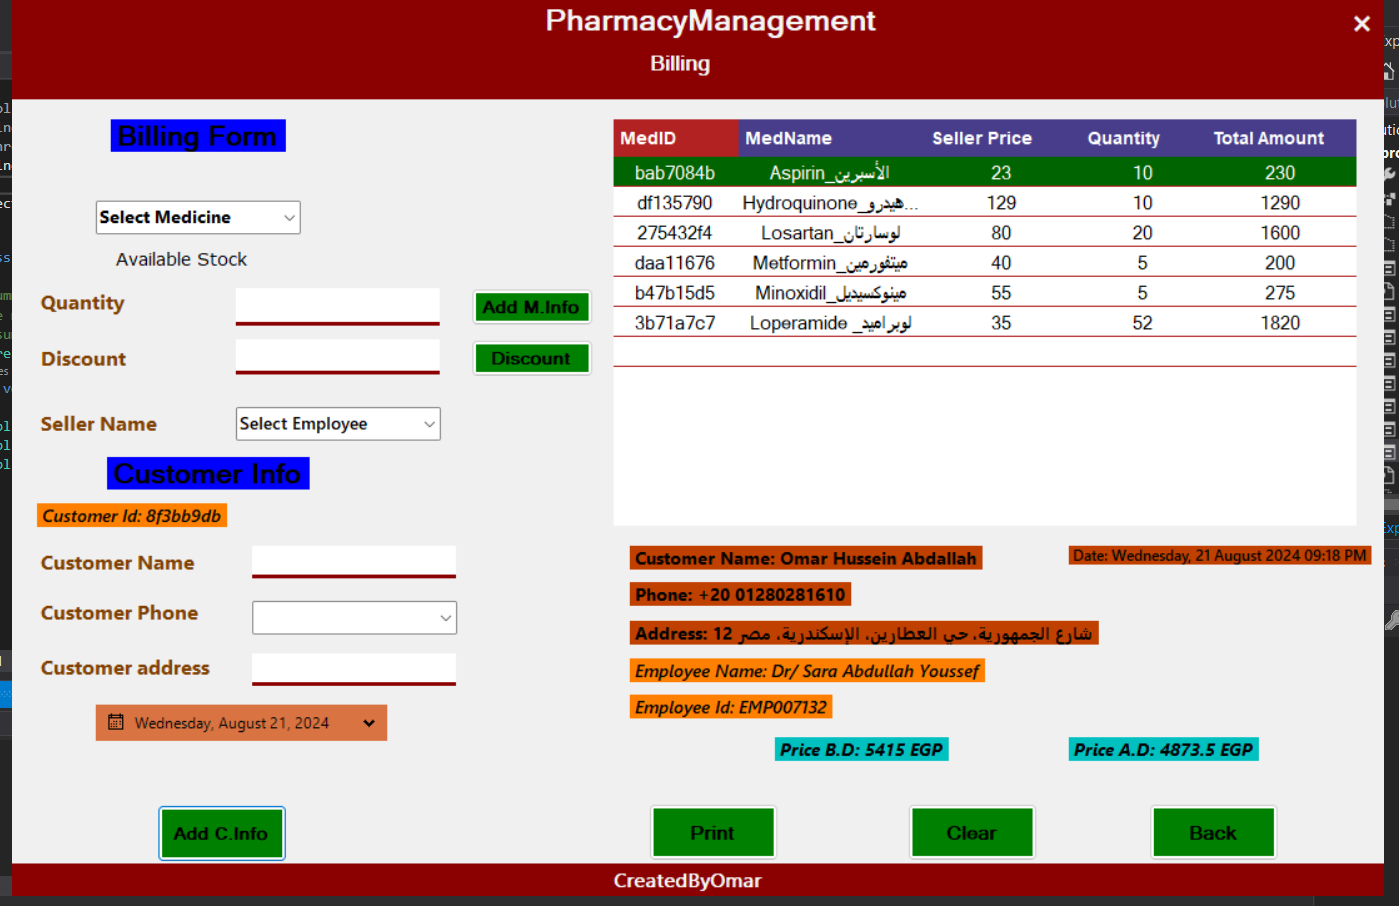 PharmacyManagement
Billing
Billing Form
Select Medicine
Available Stock
Quantity
Add M.Info
Discount
Discount
Seller Name
Select Employee
Customer Info
Customer Id: 8f3bb9db
Customer Name
Customer Phone
Customer address
Wednesday, August 21, 2024
Add C.Info
MedID MedName Seller Price Quantity Total Amount
bab7084b Aspirin_الأسبرين 23 10 230
df135790 Hydroquinone_هيدرو... 129 10 1290
275432f4 Losartan_لوسارتان 80 20 1600
daa11676 Metformin_ميتفورمين 40 5 200
b47b15d5 Minoxidil_مينوكسيديل 55 5 275
3b71a7c7 Loperamide _لوبراميد 35 52 1820
Customer Name: Omar Hussein Abdallah
Date: Wednesday, 21 August 2024 09:18 PM
Phone: +20 01280281610
Address: 12 شارع الجمهورية، حي العطارين، الإسكندرية، مصر
Employee Name: Dr/ Sara Abdullah Youssef
Employee Id: EMP007132
Price B.D: 5415 EGP
Price A.D: 4873.5 EGP
Print
Clear
Back
CreatedByOmar